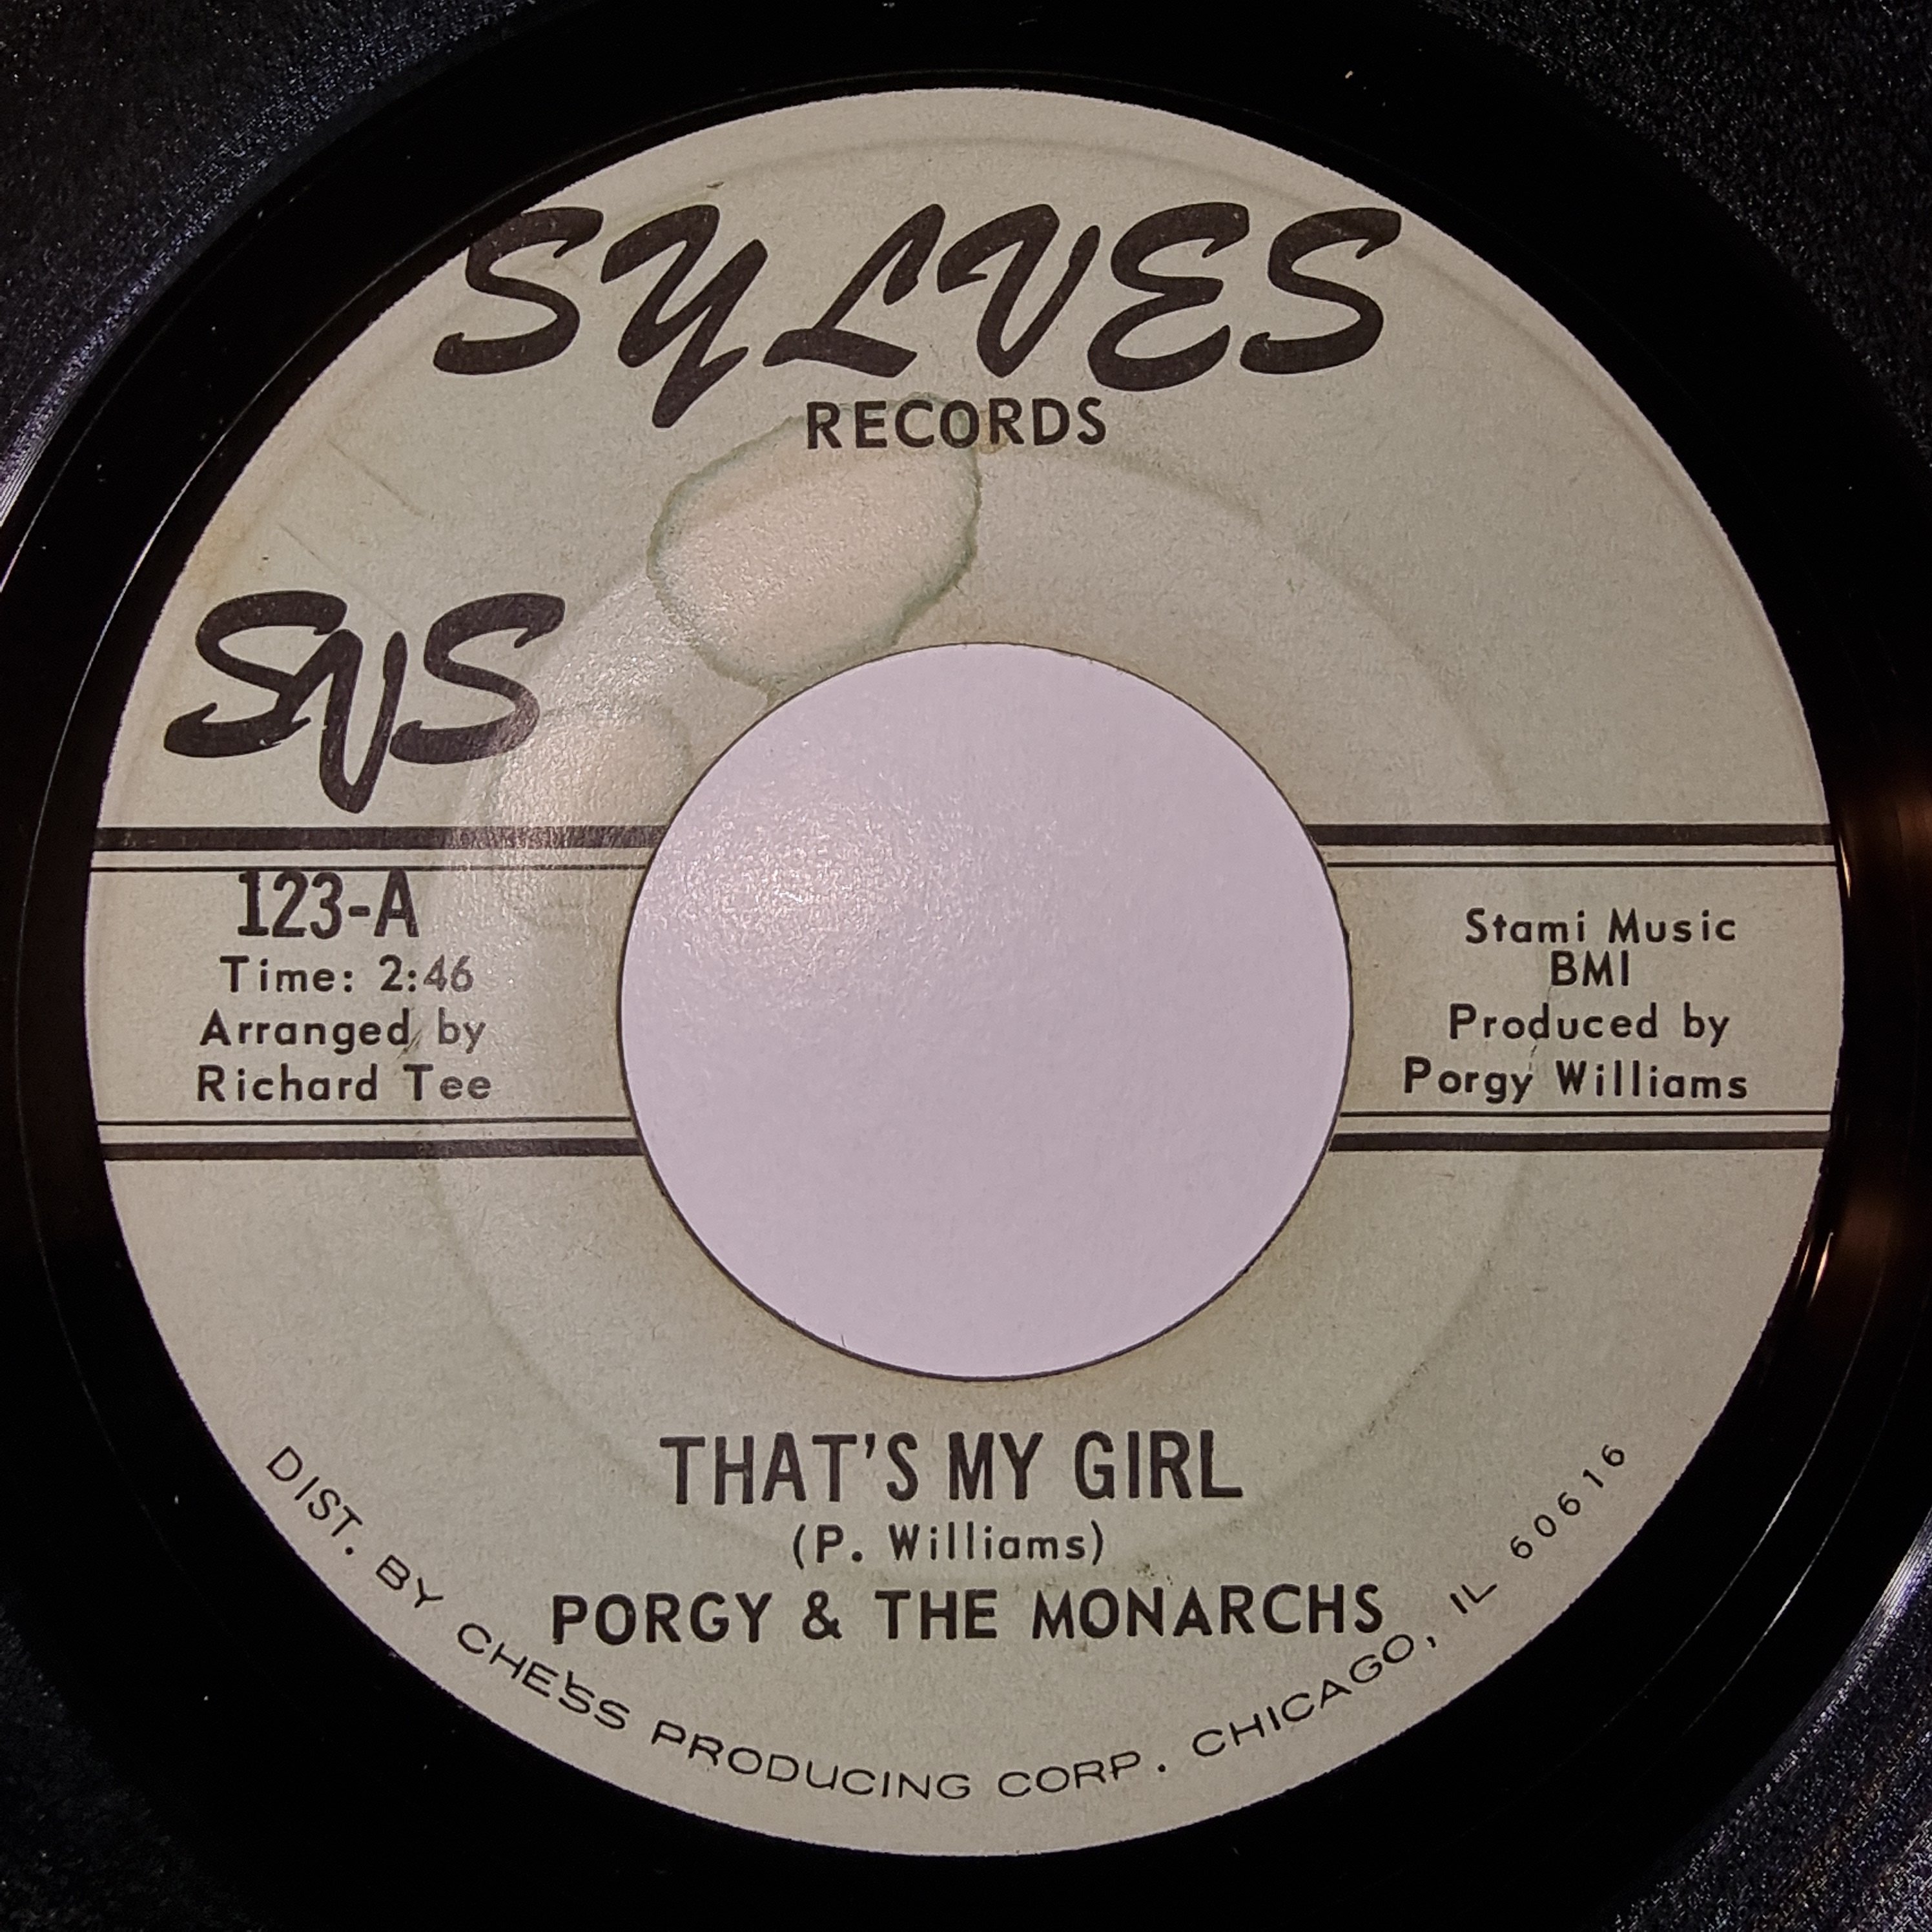 SYLVES
RECORDS
SVS
123-A
Time: 2:46
Arranged by
Richard Tee
Stami Music
BMI
Produced by
Porgy Williams
THAT'S MY GIRL
(P. Williams)
PORGY & THE MONARCHS
DIST. BY CHESS PRODUCING CORP. CHICAGO, IL 60616